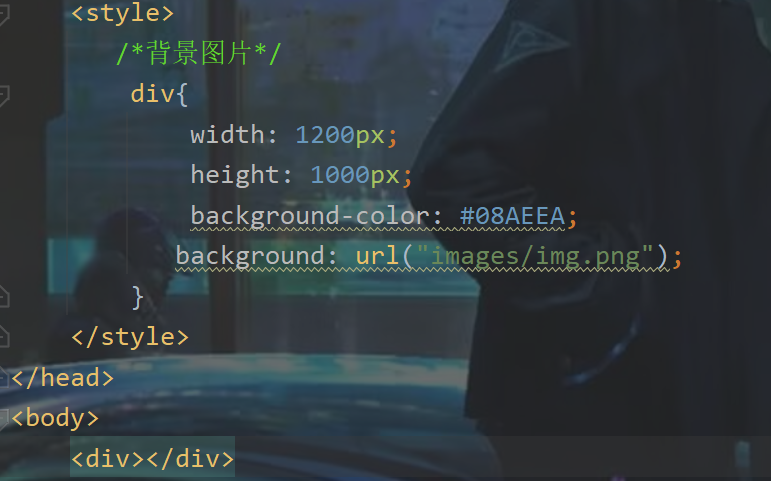 <style>
/*背景图片*/
div{
width: 1200px;
height: 1000px;
background-color: #08AEEA;
background: url("images/img.png");
}
</style>
</head>
<body>
<div></div>